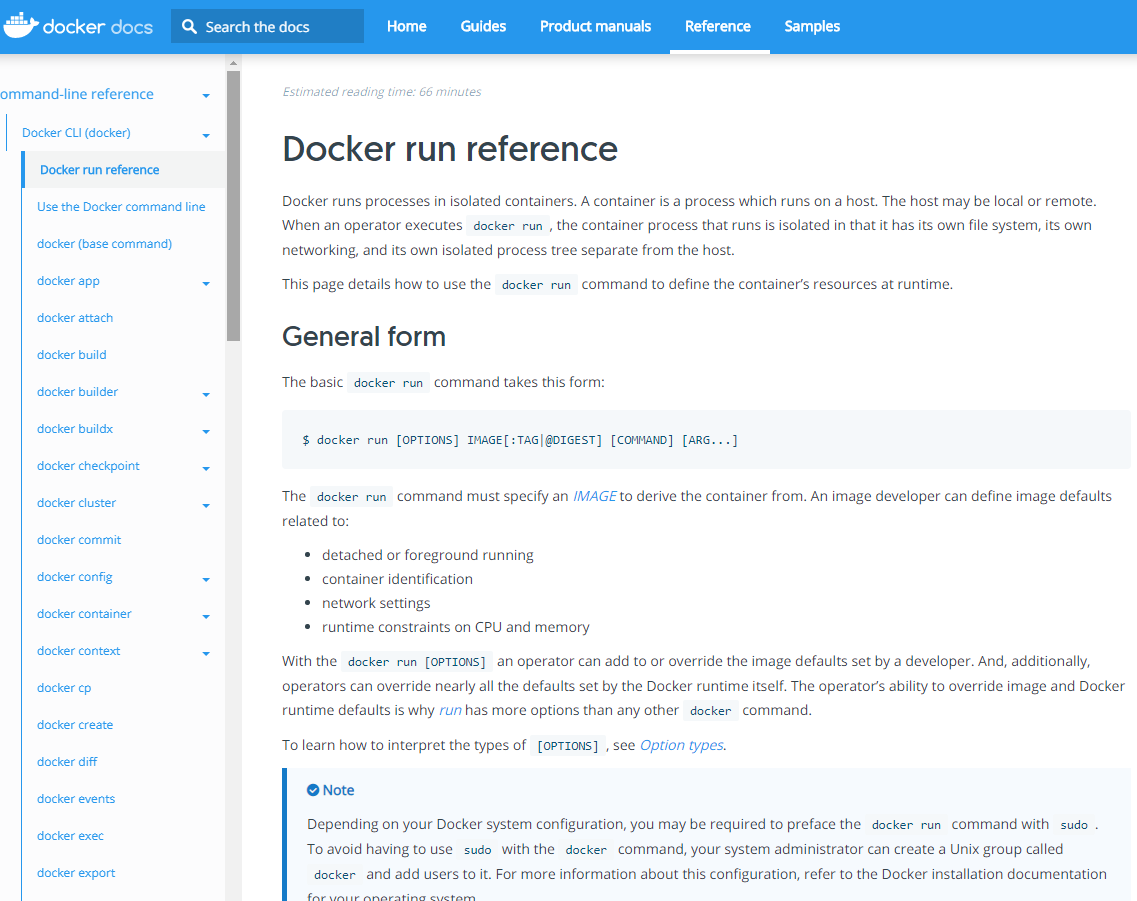 docker docs
Search the docs
Home
Guides
Product manuals
Reference
Samples
ommand-line reference
Docker CLI (docker)
Docker run reference
Use the Docker command line
docker (base command)
docker app
docker attach
docker build
docker builder
docker buildx
docker checkpoint
docker cluster
docker commit
docker config
docker container
docker context
docker cp
docker create
docker diff
docker events
docker exec
docker export
Estimated reading time: 66 minutes
Docker run reference
Docker runs processes in isolated containers. A container is a process which runs on a host. The host may be local or remote.
When an operator executes docker run , the container process that runs is isolated in that it has its own file system, its own
networking, and its own isolated process tree separate from the host.
This page details how to use the docker run command to define the container’s resources at runtime.
General form
The basic docker run command takes this form:
$ docker run [OPTIONS] IMAGE[:TAG|@DIGEST] [COMMAND] [ARG...]
The docker run command must specify an IMAGE to derive the container from. An image developer can define image defaults
related to:
• detached or foreground running
• container identification
• network settings
• runtime constraints on CPU and memory
With the docker run [OPTIONS] an operator can add to or override the image defaults set by a developer. And, additionally,
operators can override nearly all the defaults set by the Docker runtime itself. The operator’s ability to override image and Docker
runtime defaults is why run has more options than any other docker command.
To learn how to interpret the types of [OPTIONS] , see Option types.
Note
Depending on your Docker system configuration, you may be required to preface the docker run command with sudo .
To avoid having to use sudo with the docker command, your system administrator can create a Unix group called
docker and add users to it. For more information about this configuration, refer to the Docker installation documentation
for your operating system.